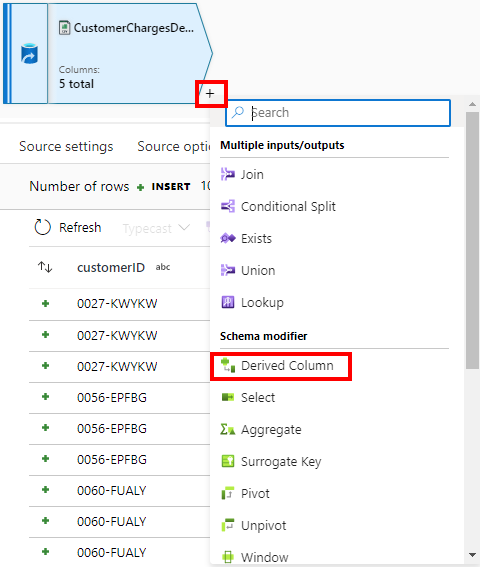 CustomerChargesDe...
Columns:
5 total
+
Search
Source settings Source optio
Multiple inputs/outputs
Number of rows + INSERT 10
Join
Refresh Typecast
Conditional Split
customerID abc
Exists
Union
Lookup
0027-KWYKW
0027-KWYKW
0027-KWYKW
0056-EPFBG
0056-EPFBG
0056-EPFBG
0060-FUALY
0060-FUALY
0060-FUALY
Schema modifier
Derived Column
Select
Aggregate
Surrogate Key
Pivot
Unpivot
Window